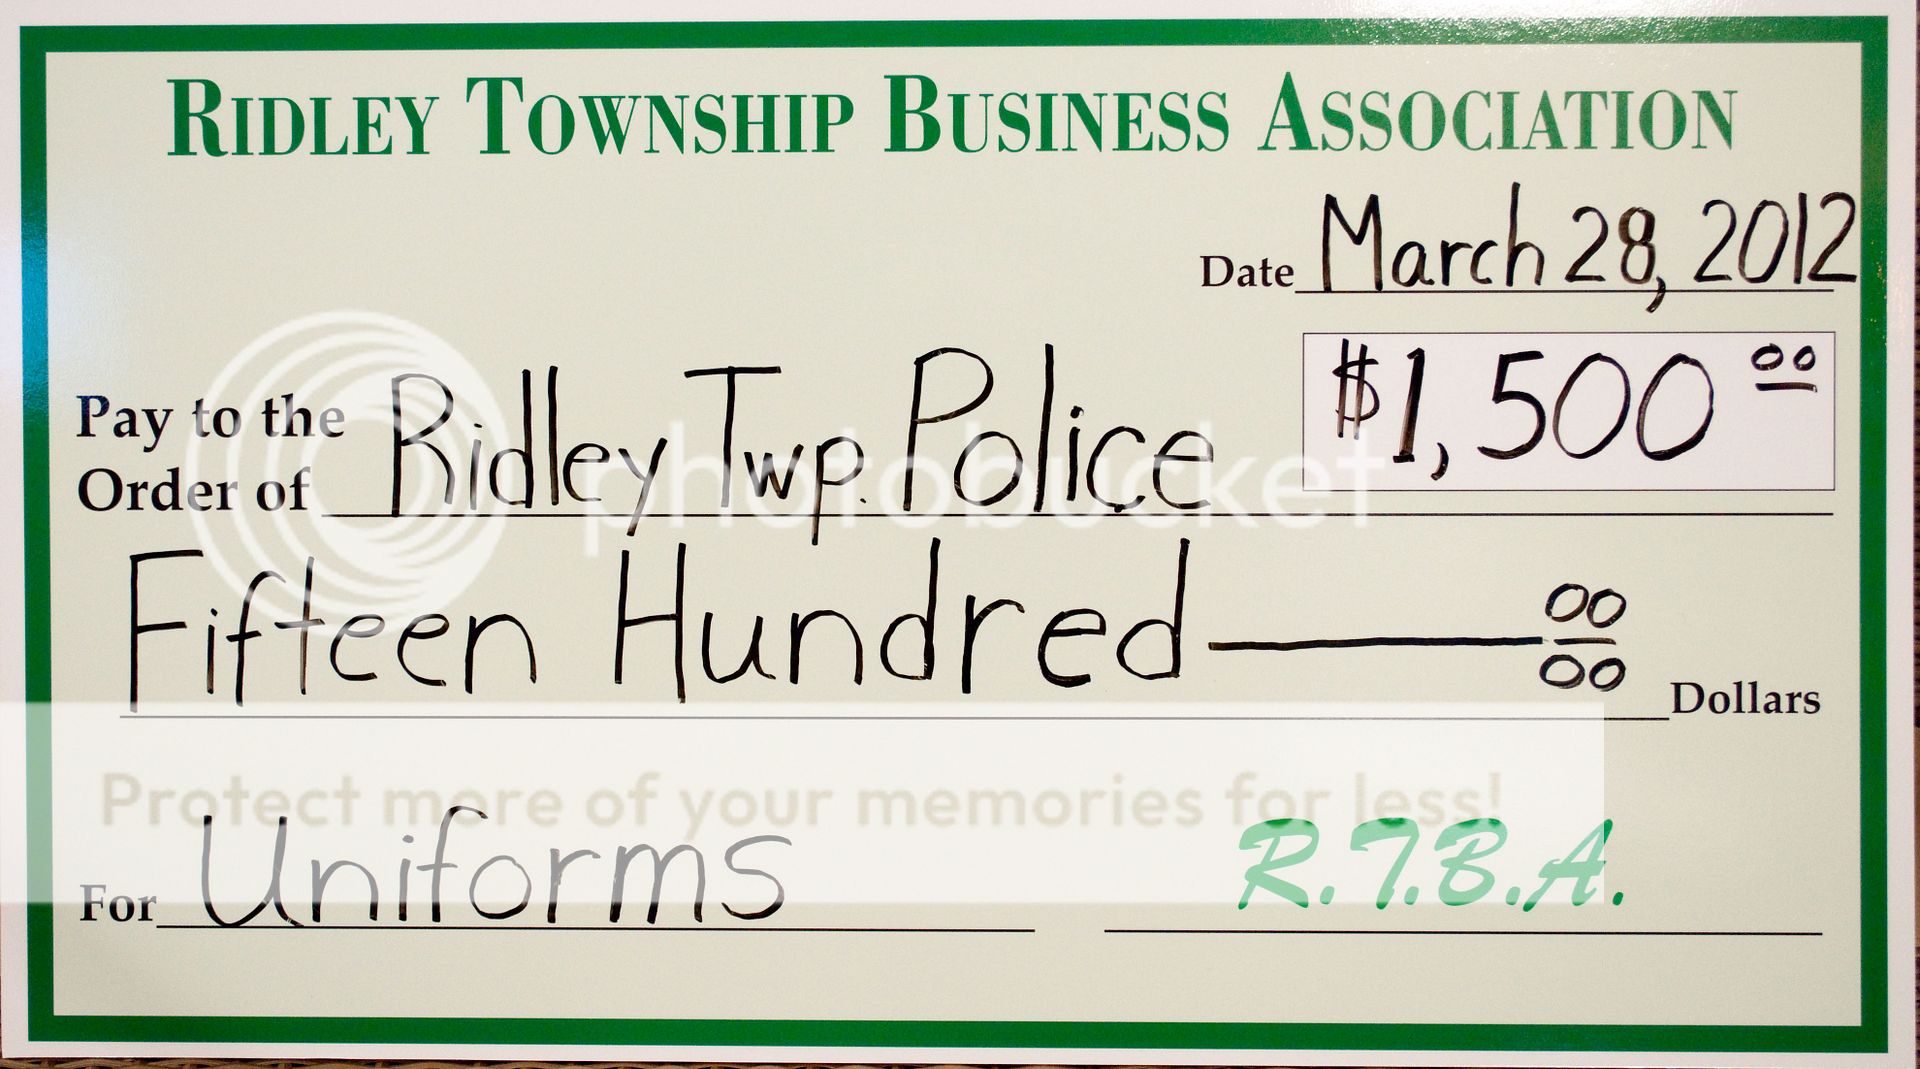 RIDLEY TOWNSHIP BUSINESS ASSOCIATION
Date March 28, 2012
$1,500 00
Pay to the
Order of Ridley Twp. Police
photobucket
Fifteen Hundred 00/00 Dollars
Protect more of your memories for less!
For Uniforms R.T.B.A.